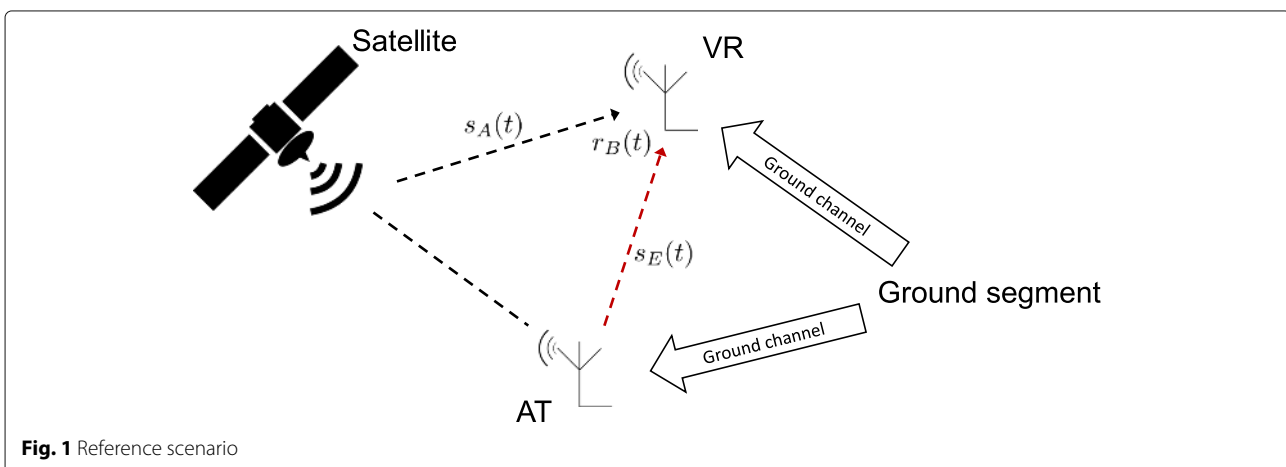 Satellite
VR
s_A(t)
r_B(t)
Ground channel
s_E(t)
Ground segment
Ground channel
AT
Fig. 1 Reference scenario